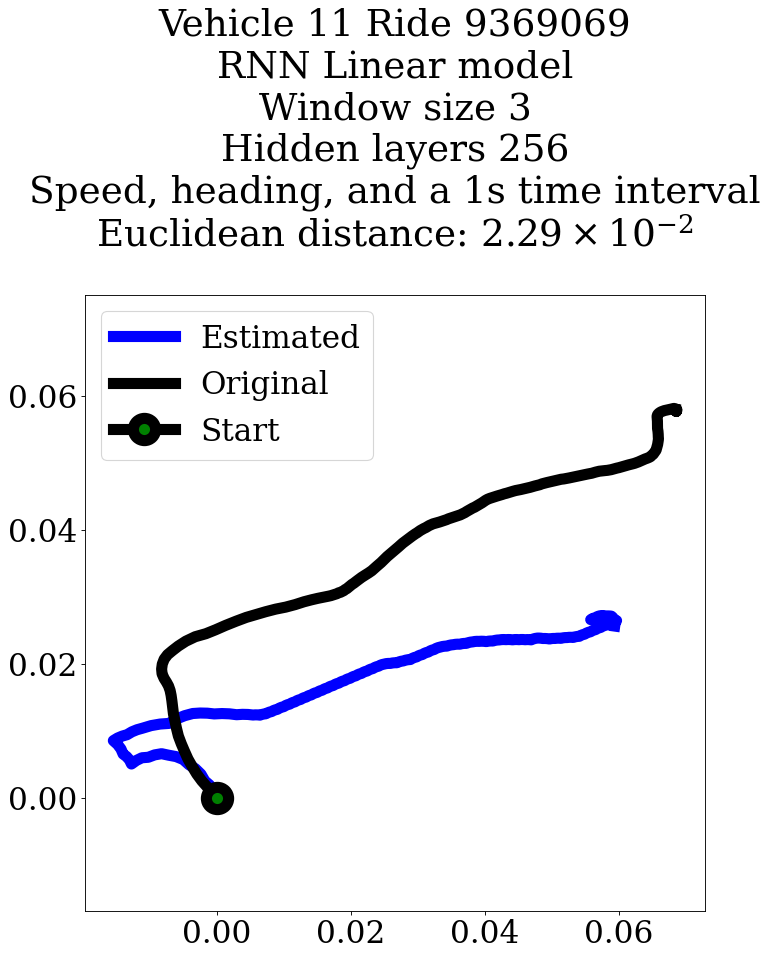 Vehicle 11 Ride 9369069
RNN Linear model
Window size 3
Hidden layers 256
Speed, heading, and a 1s time interval
Euclidean distance: 2.29 × 10⁻²
Estimated
Original
Start
0.06
0.04
0.02
0.00
0.00 0.02 0.04 0.06